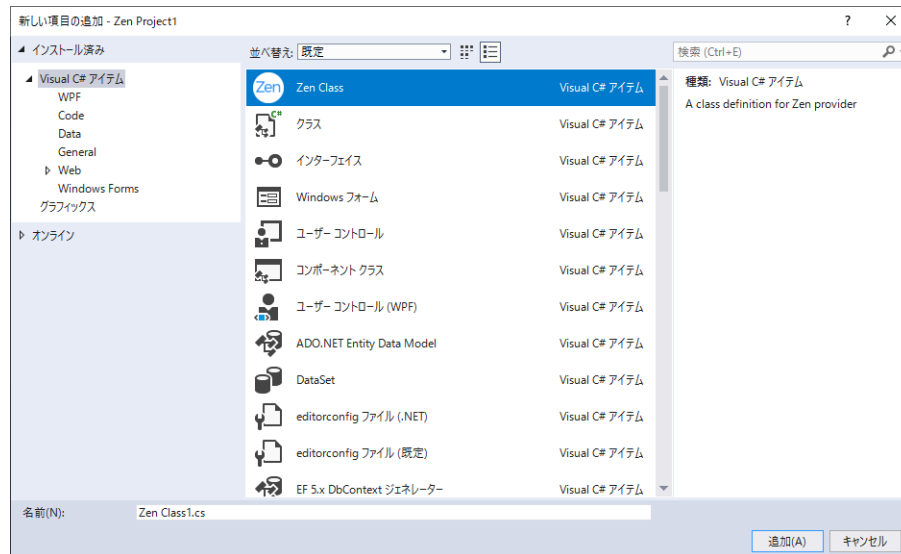 新しい項目の追加 - Zen Project1
? ×
インストール済み
並べ替え: 既定
検索 (Ctrl+E)
Visual C# アイテム
WPF
Code
Data
General
Web
Windows Forms
グラフィックス
オンライン
Zen Zen Class Visual C# アイテム
C# クラス Visual C# アイテム
インターフェイス Visual C# アイテム
Windows フォーム Visual C# アイテム
ユーザー コントロール Visual C# アイテム
コンポーネント クラス Visual C# アイテム
ユーザー コントロール (WPF) Visual C# アイテム
ADO.NET Entity Data Model Visual C# アイテム
DataSet Visual C# アイテム
editorconfig ファイル (.NET) Visual C# アイテム
editorconfig ファイル (既定) Visual C# アイテム
EF 5.x DbContext ジェネレーター Visual C# アイテム
種類: Visual C# アイテム
A class definition for Zen provider
名前(N): Zen Class1.cs
追加(A) キャンセル